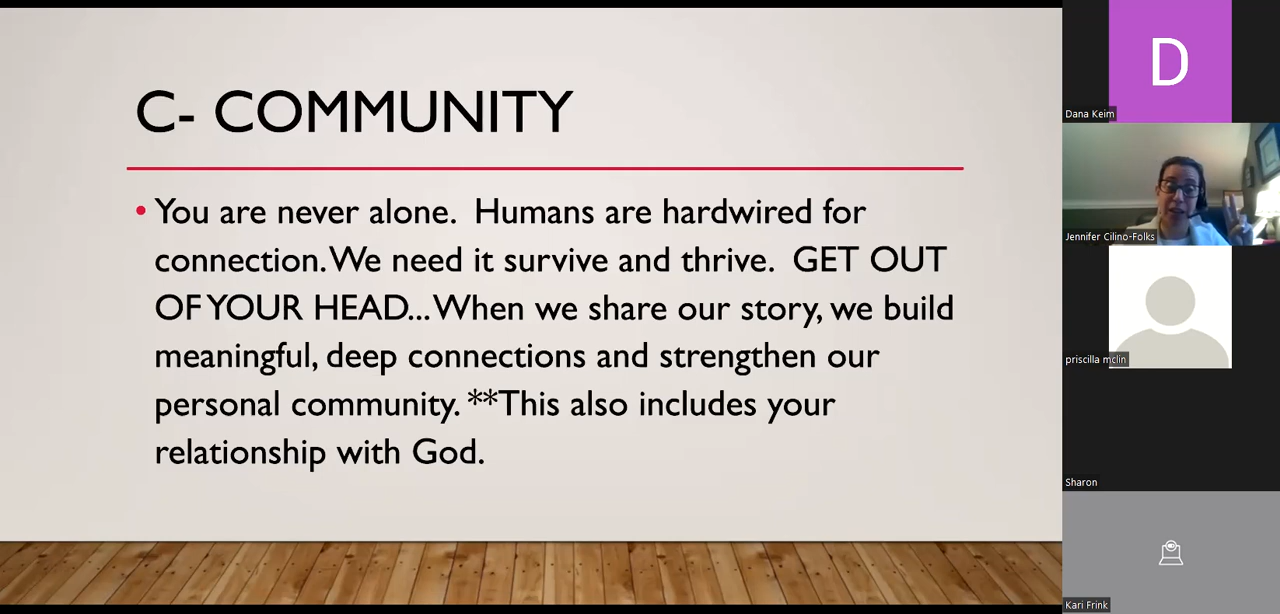 C- COMMUNITY
• You are never alone.  Humans are hardwired for
connection. We need it survive and thrive.  GET OUT
OF YOUR HEAD... When we share our story, we build
meaningful, deep connections and strengthen our
personal community. **This also includes your
relationship with God.
D
Dana Keim
Jennifer Cilino-Folks
priscilla mclin
Sharon
Kari Frink